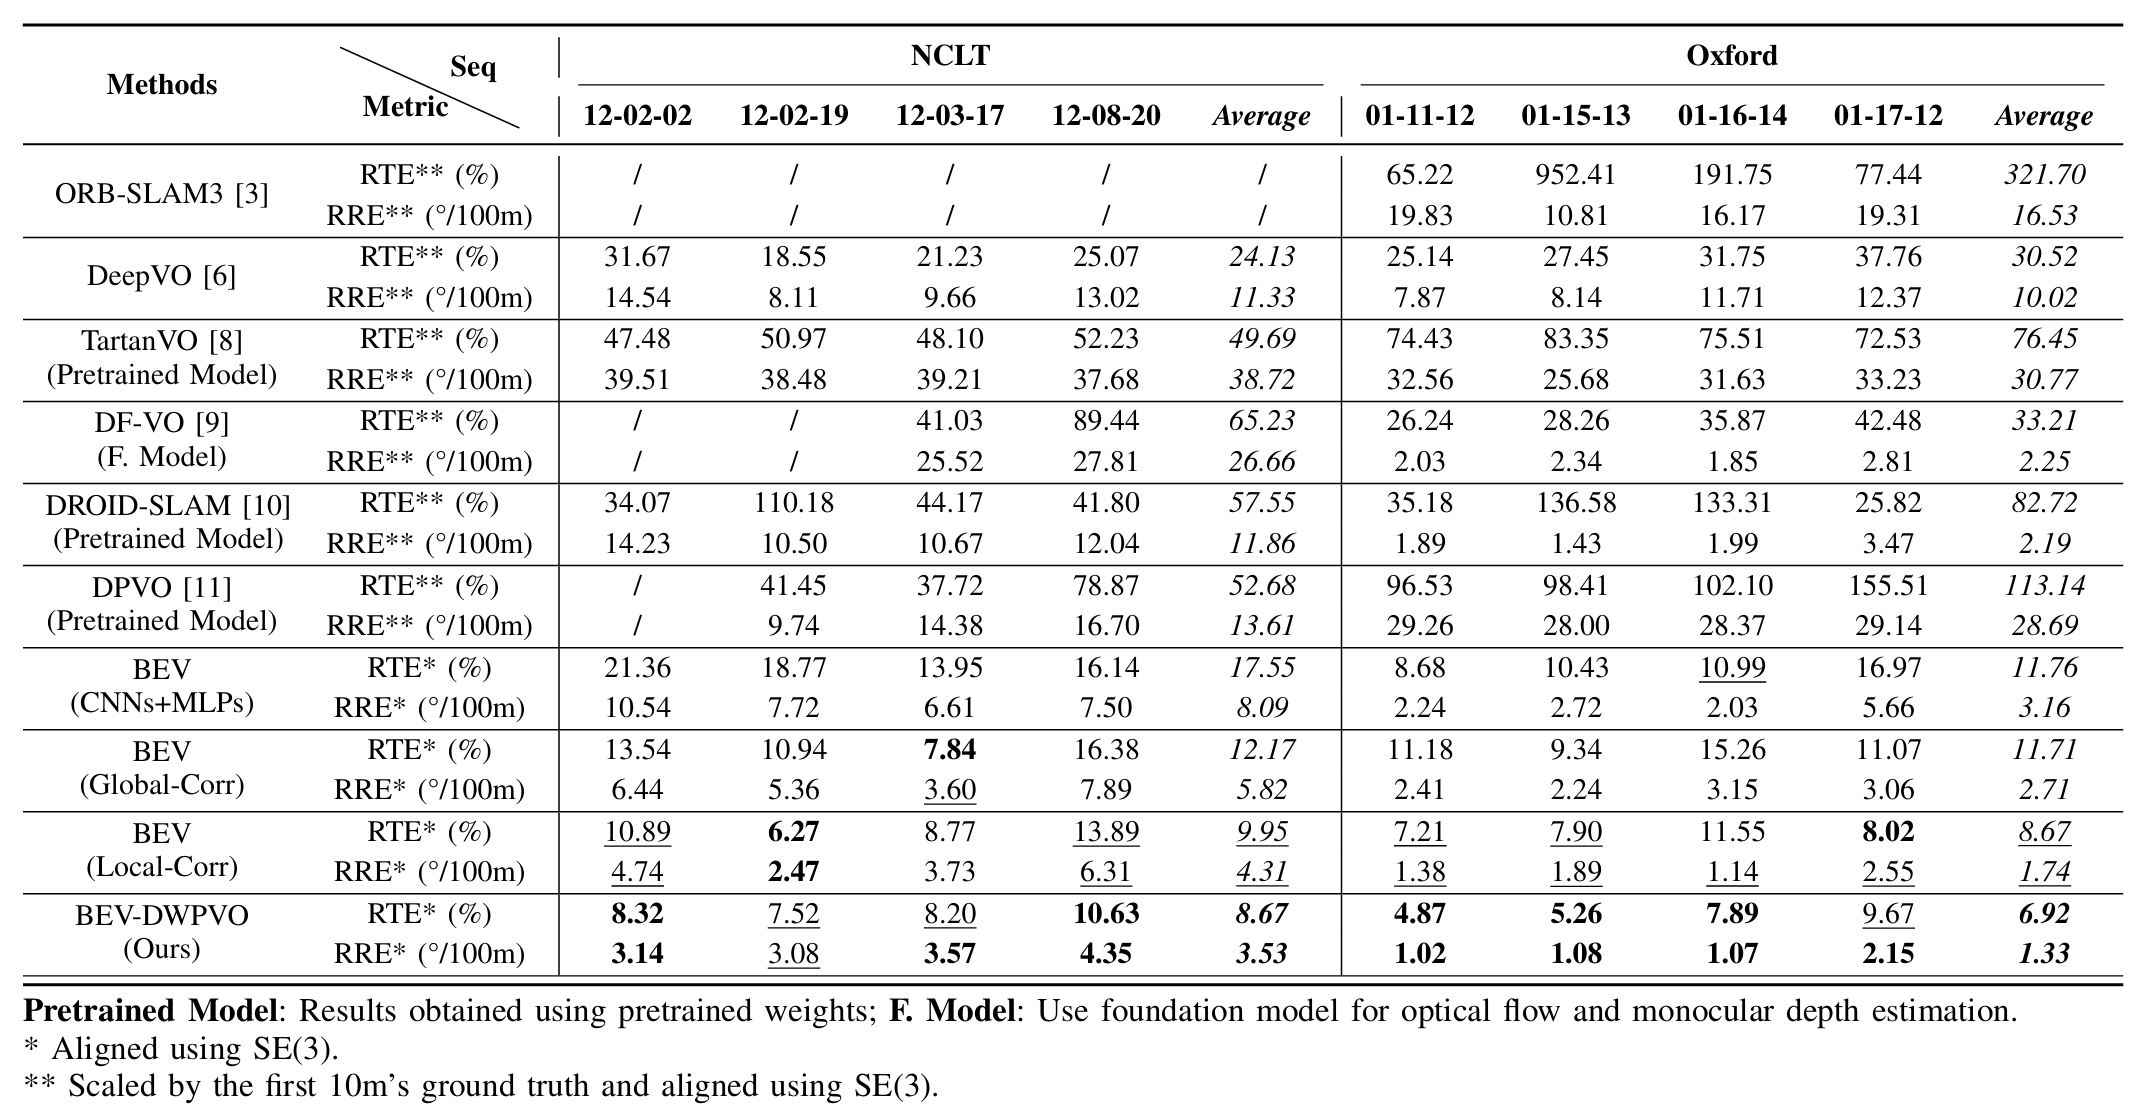 Methods Seq Metric NCLT Oxford
12-02-02 12-02-19 12-03-17 12-08-20 Average 01-11-12 01-15-13 01-16-14 01-17-12 Average
ORB-SLAM3 [3]
RTE** (%) / / / / / 65.22 952.41 191.75 77.44 321.70
RRE** (°/100m) / / / / / 19.83 10.81 16.17 19.31 16.53
DeepVO [6]
RTE** (%) 31.67 18.55 21.23 25.07 24.13 25.14 27.45 31.75 37.76 30.52
RRE** (°/100m) 14.54 8.11 9.66 13.02 11.33 7.87 8.14 11.71 12.37 10.02
TartanVO [8]
(Pretrained Model)
RTE** (%) 47.48 50.97 48.10 52.23 49.69 74.43 83.35 75.51 72.53 76.45
RRE** (°/100m) 39.51 38.48 39.21 37.68 38.72 32.56 25.68 31.63 33.23 30.77
DF-VO [9]
(F. Model)
RTE** (%) / / 41.03 89.44 65.23 26.24 28.26 35.87 42.48 33.21
RRE** (°/100m) / / 25.52 27.81 26.66 2.03 2.34 1.85 2.81 2.25
DROID-SLAM [10]
(Pretrained Model)
RTE** (%) 34.07 110.18 44.17 41.80 57.55 35.18 136.58 133.31 25.82 82.72
RRE** (°/100m) 14.23 10.50 10.67 12.04 11.86 1.89 1.43 1.99 3.47 2.19
DPVO [11]
(Pretrained Model)
RTE** (%) / 41.45 37.72 78.87 52.68 96.53 98.41 102.10 155.51 113.14
RRE** (°/100m) / 9.74 14.38 16.70 13.61 29.26 28.00 28.37 29.14 28.69
BEV
(CNNs+MLPs)
RTE* (%) 21.36 18.77 13.95 16.14 17.55 8.68 10.43 10.99 16.97 11.76
RRE* (°/100m) 10.54 7.72 6.61 7.50 8.09 2.24 2.72 2.03 5.66 3.16
BEV
(Global-Corr)
RTE* (%) 13.54 10.94 7.84 16.38 12.17 11.18 9.34 15.26 11.07 11.71
RRE* (°/100m) 6.44 5.36 3.60 7.89 5.82 2.41 2.24 3.15 3.06 2.71
BEV
(Local-Corr)
RTE* (%) 10.89 6.27 8.77 13.89 9.95 7.21 7.90 11.55 8.02 8.67
RRE* (°/100m) 4.74 2.47 3.73 6.31 4.31 1.38 1.89 1.14 2.55 1.74
BEV-DWPVO
(Ours)
RTE* (%) 8.32 7.52 8.20 10.63 8.67 4.87 5.26 7.89 9.67 6.92
RRE* (°/100m) 3.14 3.08 3.57 4.35 3.53 1.02 1.08 1.07 2.15 1.33
Pretrained Model: Results obtained using pretrained weights; F. Model: Use foundation model for optical flow and monocular depth estimation.
* Aligned using SE(3).
** Scaled by the first 10m's ground truth and aligned using SE(3).